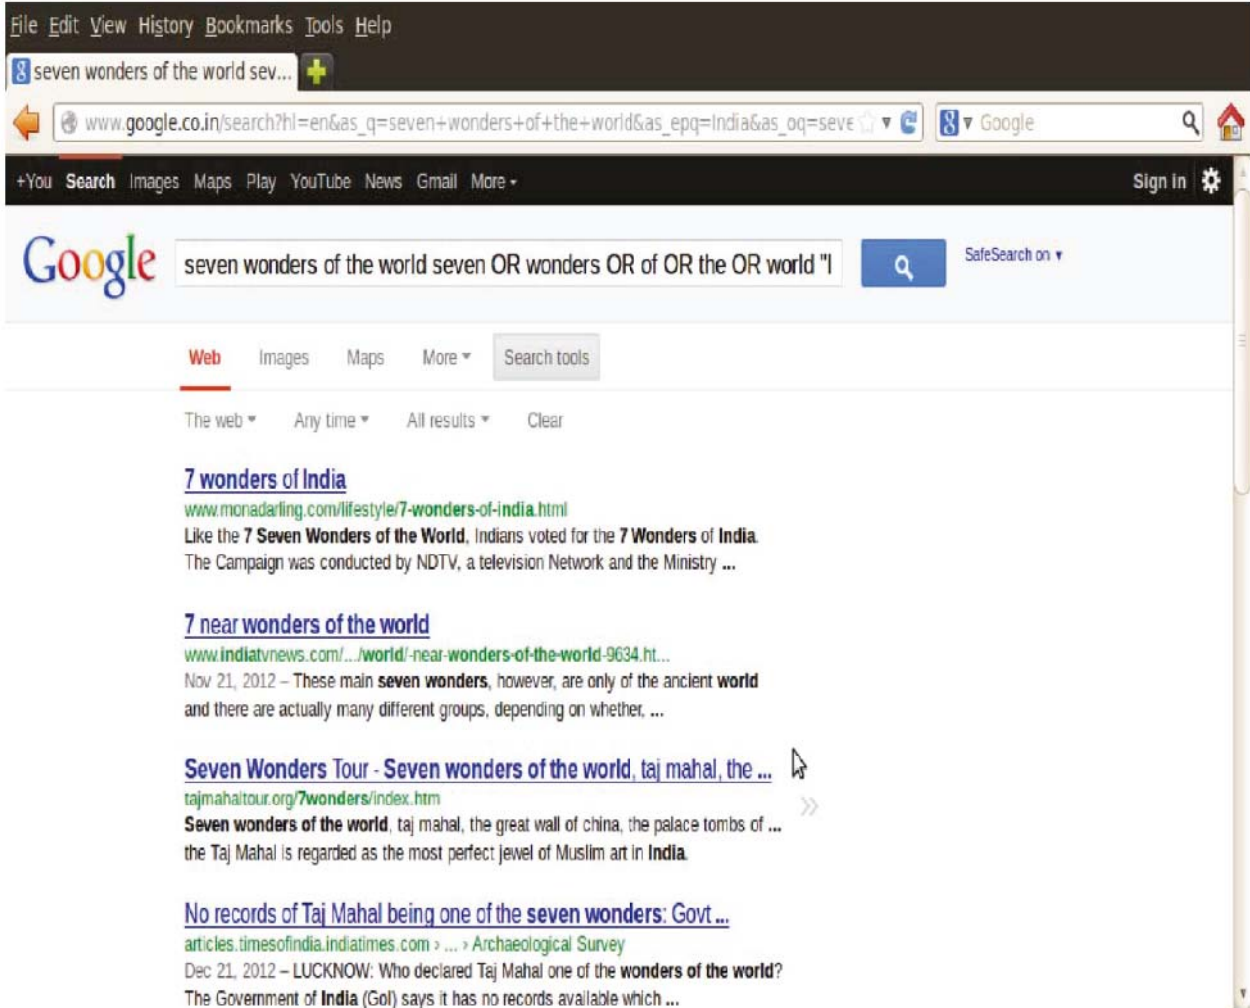 File Edit View History Bookmarks Tools Help
seven wonders of the world sev...
www.google.co.in/search?hl=en&as_q=seven+wonders+of+the+world&as_epq=India&as_oq=seve
Google
+You Search Images Maps Play YouTube News Gmail More
Sign in
Google
seven wonders of the world seven OR wonders OR of OR the OR world "I
SafeSearch on
Web Images Maps More Search tools
The web Any time All results Clear
7 wonders of India
www.monadarling.com/lifestyle/7-wonders-of-india.html
Like the 7 Seven Wonders of the World, Indians voted for the 7 Wonders of India.
The Campaign was conducted by NDTV, a television Network and the Ministry ...
7 near wonders of the world
www.indiatvnews.com/.../world/-near-wonders-of-the-world-9634.ht...
Nov 21, 2012 – These main seven wonders, however, are only of the ancient world
and there are actually many different groups, depending on whether, ...
Seven Wonders Tour - Seven wonders of the world, taj mahal, the ...
tajmahaltour.org/7wonders/index.htm
Seven wonders of the world, taj mahal, the great wall of china, the palace tombs of ...
the Taj Mahal is regarded as the most perfect jewel of Muslim art in India.
No records of Taj Mahal being one of the seven wonders: Govt ...
articles.timesofindia.indiatimes.com › ... › Archaeological Survey
Dec 21, 2012 – LUCKNOW: Who declared Taj Mahal one of the wonders of the world?
The Government of India (GoI) says it has no records available which ...